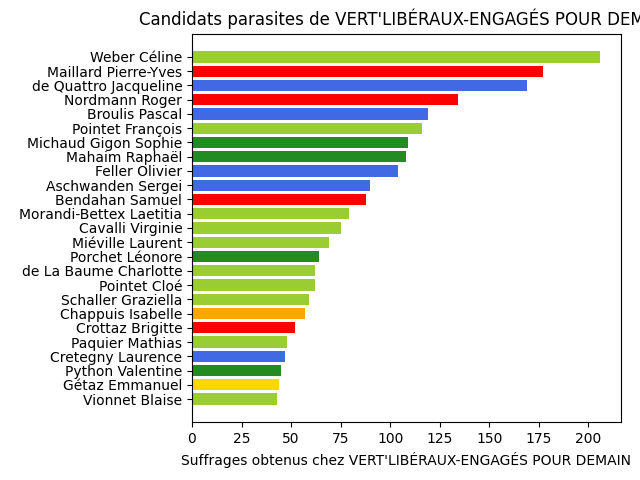 Candidats parasites de VERT'LIBÉRAUX-ENGAGÉS POUR DEM
Weber Céline
Maillard Pierre-Yves
de Quattro Jacqueline
Nordmann Roger
Broulis Pascal
Pointet François
Michaud Gigon Sophie
Mahaim Raphaël
Feller Olivier
Aschwanden Sergei
Bendahan Samuel
Morandi-Bettex Laetitia
Cavalli Virginie
Miéville Laurent
Porchet Léonore
de La Baume Charlotte
Pointet Cloé
Schaller Graziella
Chappuis Isabelle
Crottaz Brigitte
Paquier Mathias
Cretegny Laurence
Python Valentine
Gétaz Emmanuel
Vionnet Blaise
0 25 50 75 100 125 150 175 200
Suffrages obtenus chez VERT'LIBÉRAUX-ENGAGÉS POUR DEMAIN